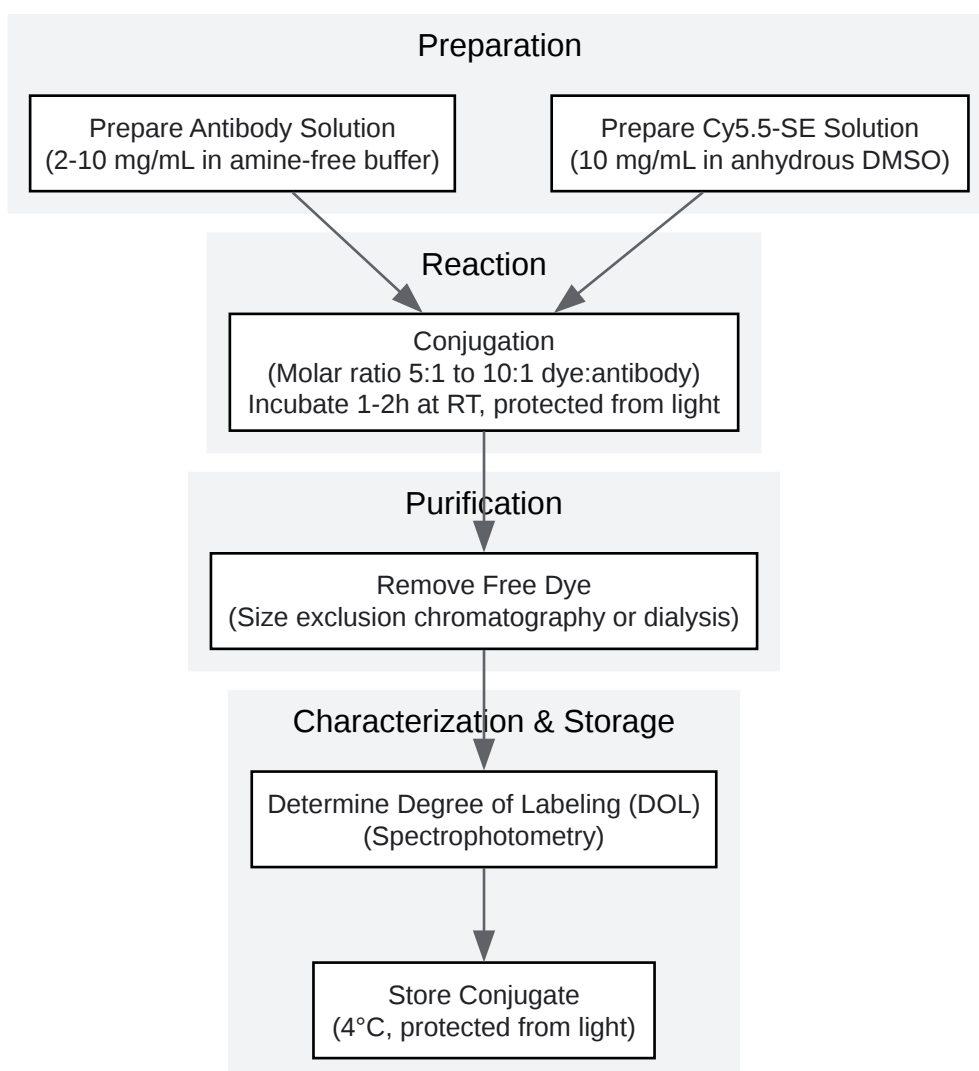 Preparation
Prepare Antibody Solution
(2-10 mg/mL in amine-free buffer)
Prepare Cy5.5-SE Solution
(10 mg/mL in anhydrous DMSO)
Reaction
Conjugation
(Molar ratio 5:1 to 10:1 dye:antibody)
Incubate 1-2h at RT, protected from light
Purification
Remove Free Dye
(Size exclusion chromatography or dialysis)
Characterization & Storage
Determine Degree of Labeling (DOL)
(Spectrophotometry)
Store Conjugate
(4°C, protected from light)